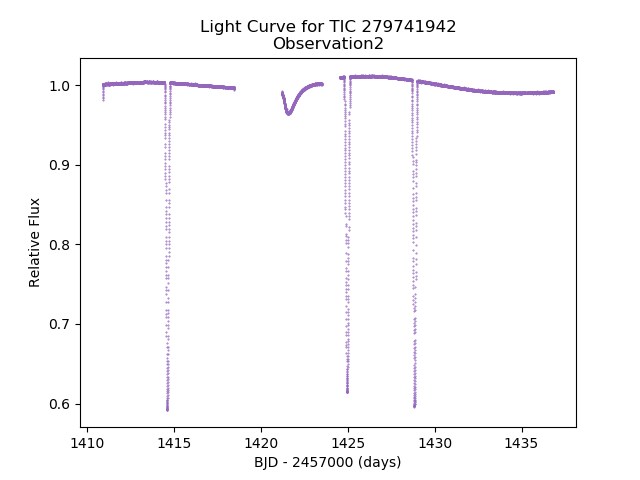 Light Curve for TIC 279741942
Observation2
Relative Flux
1.0
0.9
0.8
0.7
0.6
1410 1415 1420 1425 1430 1435
BJD - 2457000 (days)